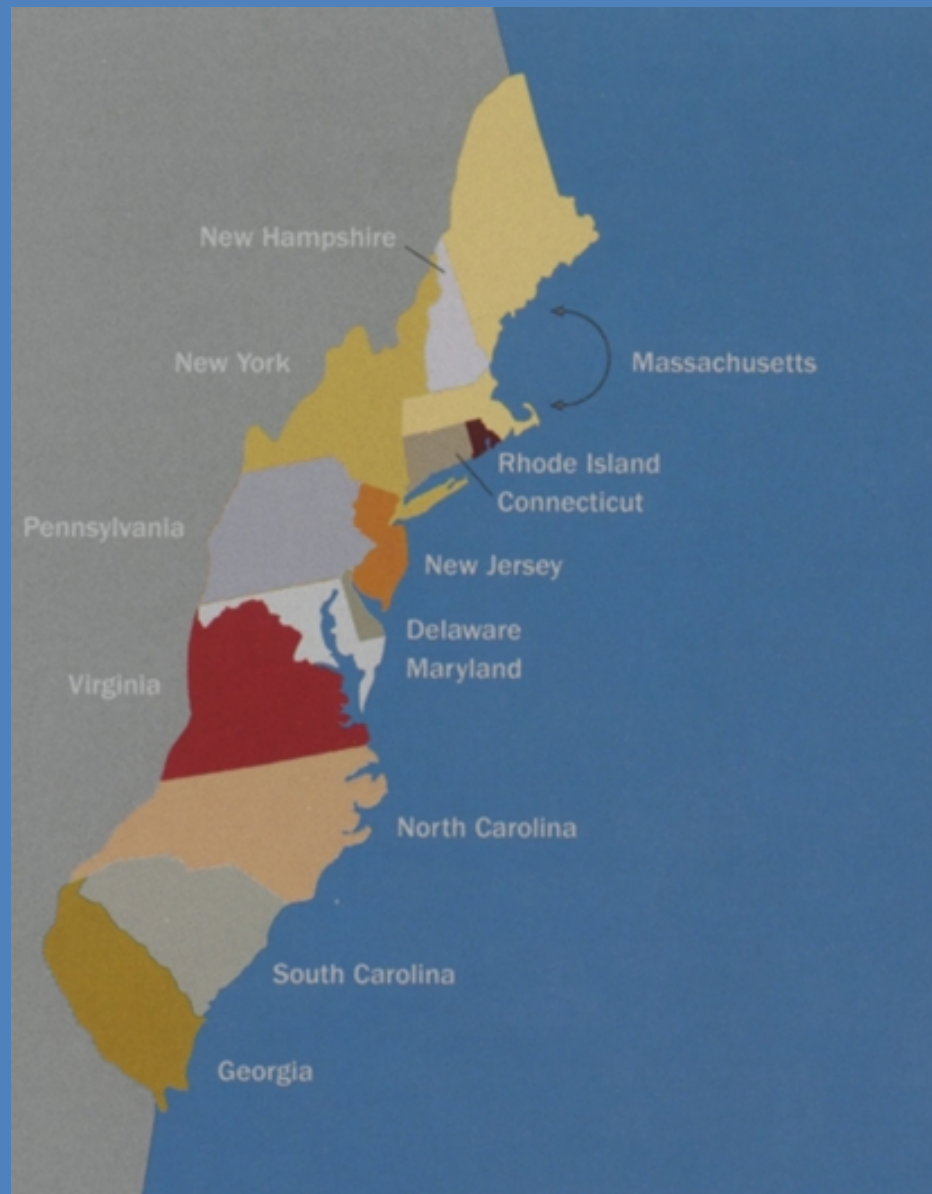 New Hampshire
New York
Massachusetts
Rhode Island
Connecticut
Pennsylvania
New Jersey
Delaware
Maryland
Virginia
North Carolina
South Carolina
Georgia